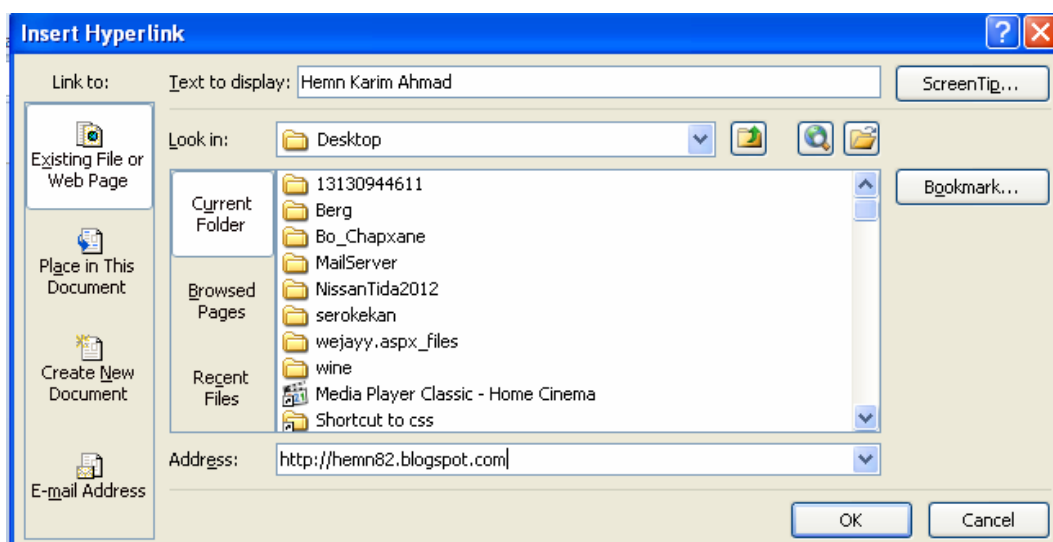 Insert Hyperlink
Link to:
Text to display: Hemn Karim Ahmad
ScreenTip...
Existing File or
Web Page
Look in: Desktop
Current
Folder
13130944611
Berg
Bo_Chapxane
MailServer
NissanTida2012
serokekan
wejayy.aspx_files
wine
Media Player Classic - Home Cinema
Shortcut to css
Bookmark...
Place in This
Document
Browsed
Pages
Create New
Document
Recent
Files
E-mail Address
Address: http://hemn82.blogspot.com
OK
Cancel